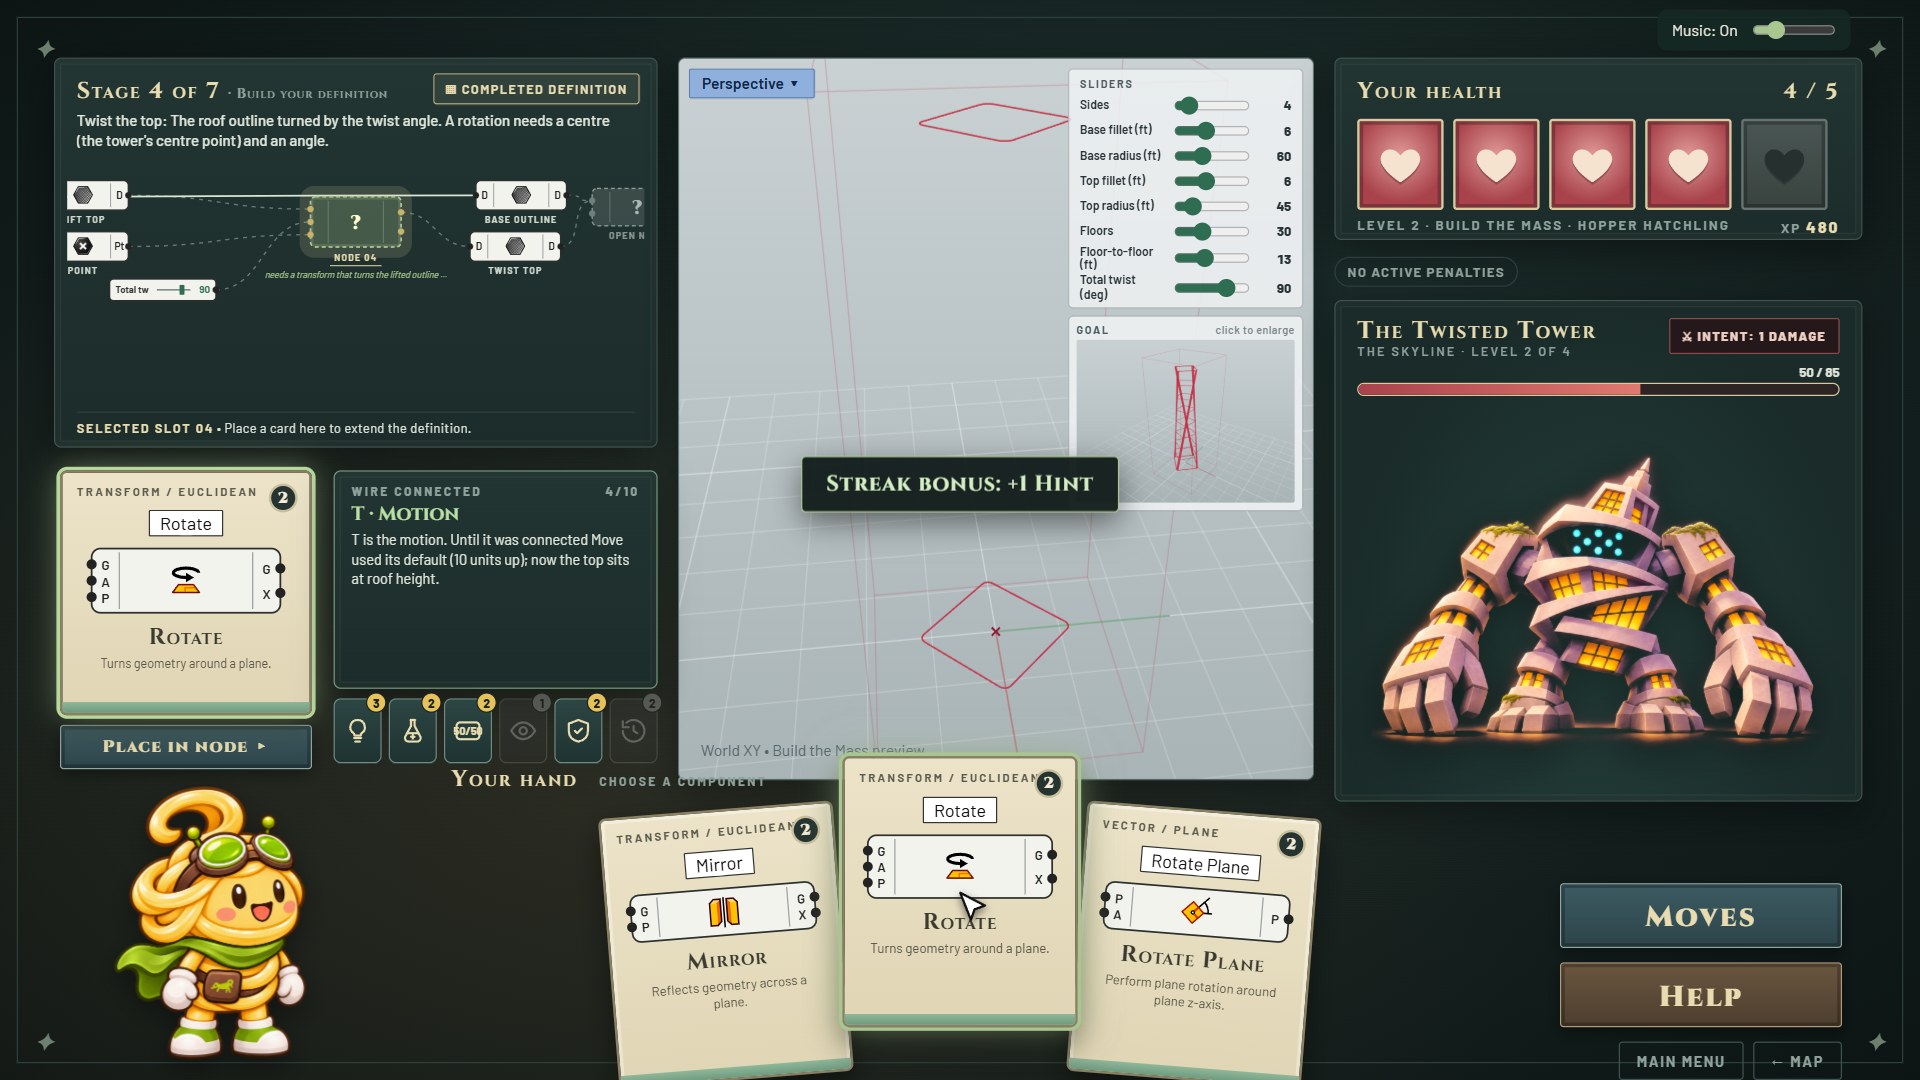 Music: On
STAGE 4 OF 7 · BUILD YOUR DEFINITION
COMPLETED DEFINITION
Twist the top: The roof outline turned by the twist angle. A rotation needs a centre
(the tower's centre point) and an angle.
D
IFT TOP
Pt
POINT
Total tw 90
?
NODE 04
needs a transform that turns the lifted outline ...
D D
BASE OUTLINE
D D
TWIST TOP
?
OPEN N
SELECTED SLOT 04 • Place a card here to extend the definition.
TRANSFORM / EUCLIDEAN 2
Rotate
G
A
P
G
X
ROTATE
Turns geometry around a plane.
PLACE IN NODE ▸
WIRE CONNECTED 4/10
T · MOTION
T is the motion. Until it was connected Move
used its default (10 units up); now the top sits
at roof height.
3 2 2 1 2 2
50/50
Perspective ▼
SLIDERS
Sides 4
Base fillet (ft) 6
Base radius (ft) 60
Top fillet (ft) 6
Top radius (ft) 45
Floors 30
Floor-to-floor
(ft) 13
Total twist
(deg) 90
GOAL click to enlarge
STREAK BONUS: +1 HINT
World XY • Build the Mass preview
YOUR HEALTH 4 / 5
LEVEL 2 · BUILD THE MASS · HOPPER HATCHLING XP 480
NO ACTIVE PENALTIES
THE TWISTED TOWER
THE SKYLINE · LEVEL 2 OF 4
INTENT: 1 DAMAGE
50 / 85
YOUR HAND CHOOSE A COMPONENT
TRANSFORM / EUCLIDEAN 2
Mirror
G
P
G
X
MIRROR
Reflects geometry across a
plane.
TRANSFORM / EUCLIDEAN 2
Rotate
G
A
P
G
X
ROTATE
Turns geometry around a plane.
VECTOR / PLANE 2
Rotate Plane
P
A
P
ROTATE PLANE
Perform plane rotation around
plane z-axis.
MOVES
HELP
MAIN MENU
← MAP